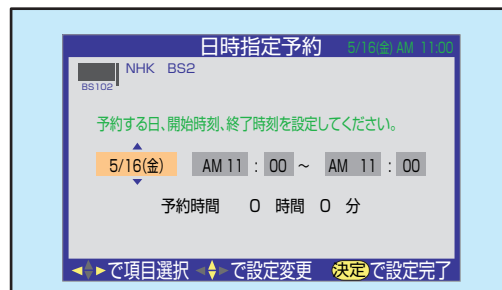 日時指定予約 5/16(金) AM 11:00
NHK BS2
BS102
予約する日、開始時刻、終了時刻を設定してください。
5/16(金) AM 11 : 00 ~ AM 11 : 00
予約時間 0 時間 0 分
で項目選択 で設定変更 決定で設定完了